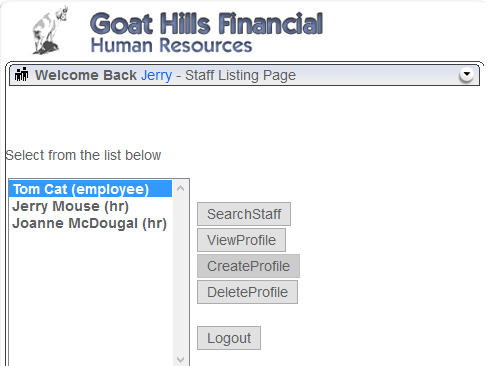 Goat Hills Financial
Human Resources
Welcome Back Jerry - Staff Listing Page
Select from the list below
Tom Cat (employee)
Jerry Mouse (hr)
Joanne McDougal (hr)
SearchStaff
ViewProfile
CreateProfile
DeleteProfile
Logout